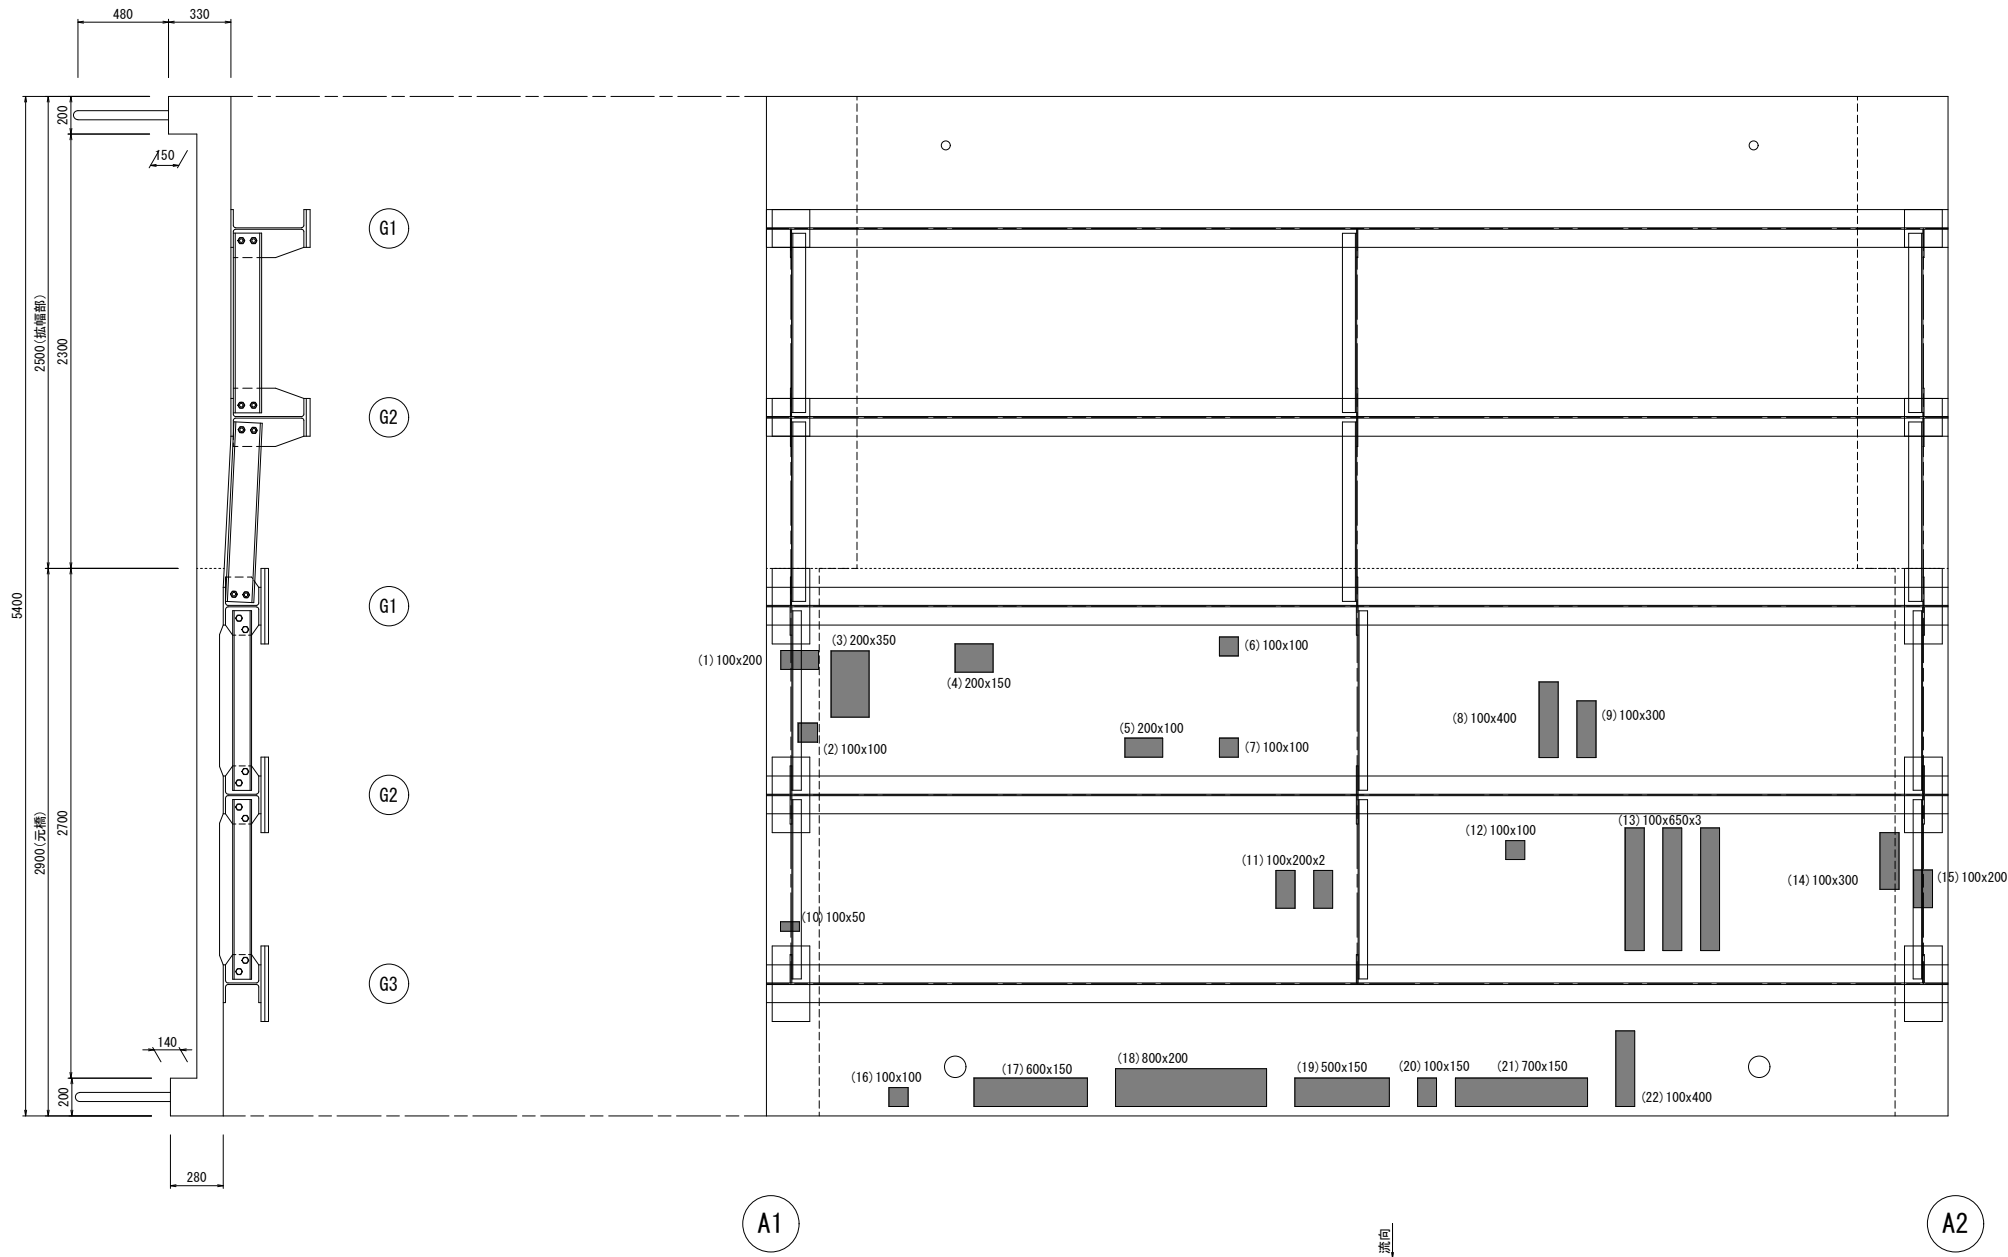 480
330
200
150
G1
2500(拡幅部)
2300
G2
5400
G1
(1)100x200
(3)200x350
(4)200x150
(6)100x100
(2)100x100
(5)200x100
(7)100x100
(8)100x400
(9)100x300
2900(元橋)
2700
G2
(10)100x50
(11)100x200x2
(12)100x100
(13)100x650x3
(14)100x300
(15)100x200
G3
140
200
(16)100x100
(17)600x150
(18)800x200
(19)500x150
(20)100x150
(21)700x150
(22)100x400
280
A1
流向
A2